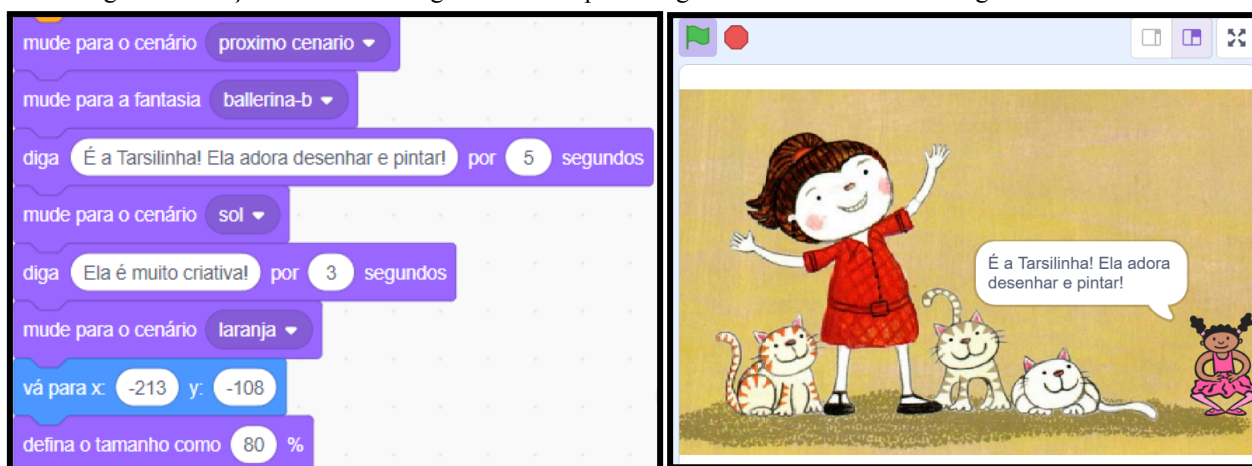 mude para o cenário proximo cenario
mude para a fantasia ballerina-b
diga É a Tarsilinha! Ela adora desenhar e pintar! por 5 segundos
mude para o cenário sol
diga Ela é muito criativa! por 3 segundos
mude para o cenário laranja
vá para x: -213 y: -108
defina o tamanho como 80 %
É a Tarsilinha! Ela adora
desenhar e pintar!